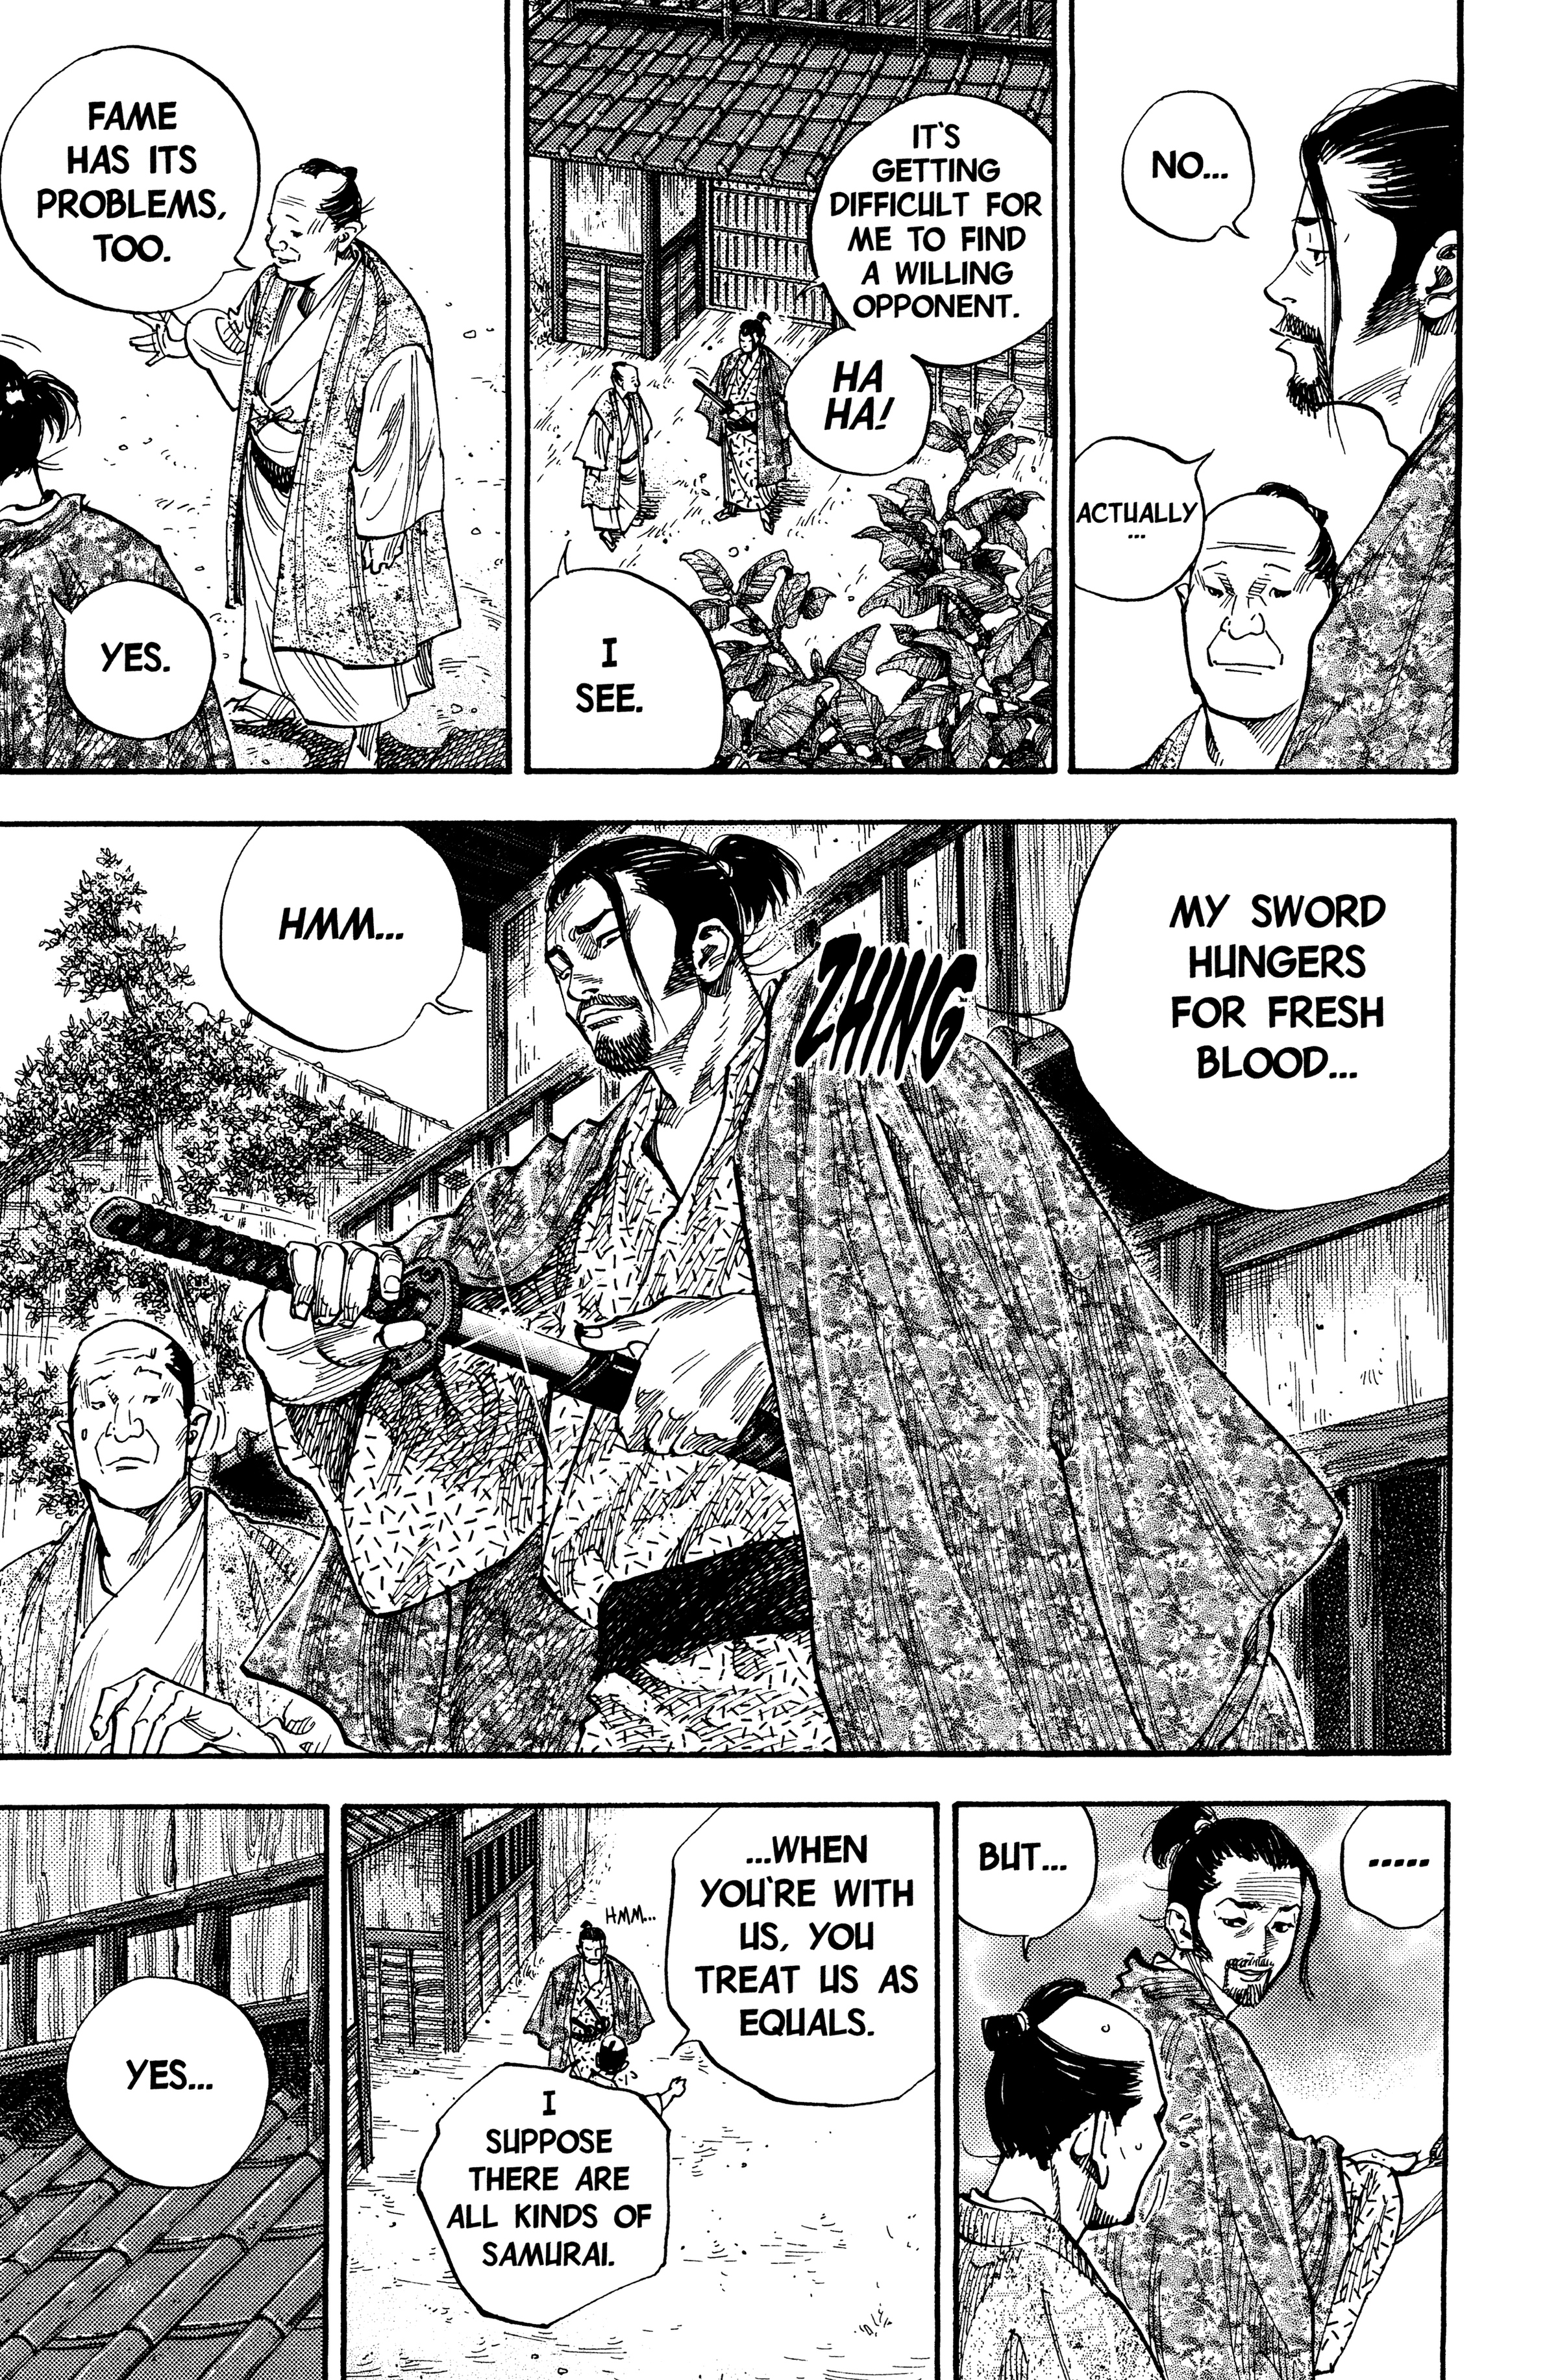 NO...
ACTUALLY
...
IT'S
GETTING
DIFFICULT FOR
ME TO FIND
A WILLING
OPPONENT.
HA
HA!
I
SEE.
FAME
HAS ITS
PROBLEMS,
TOO.
YES.
MY SWORD
HUNGERS
FOR FRESH
BLOOD...
ZHING
HMM...
.....
BUT...
...WHEN
YOU'RE WITH
US, YOU
TREAT US AS
EQUALS.
HMM...
I
SUPPOSE
THERE ARE
ALL KINDS OF
SAMURAI.
YES...